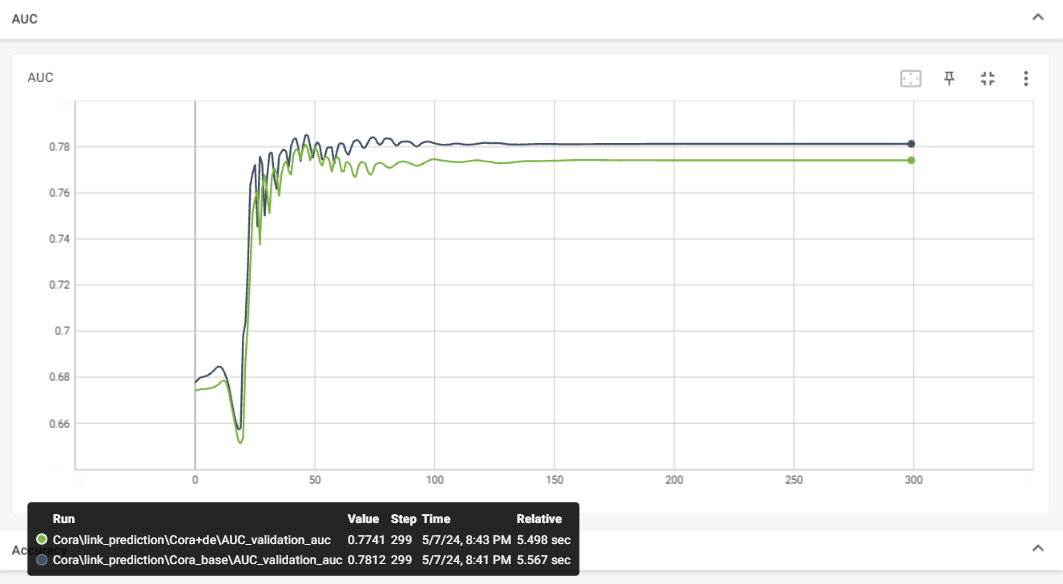 AUC
AUC
0.78
0.76
0.74
0.72
0.7
0.68
0.66
0 50 100 150 200 250 300
Run Value Step Time Relative
Cora\link_prediction\Cora+de\AUC_validation_auc 0.7741 299 5/7/24, 8:43 PM 5.498 sec
Cora\link_prediction\Cora_base\AUC_validation_auc 0.7812 299 5/7/24, 8:41 PM 5.567 sec
Accuracy